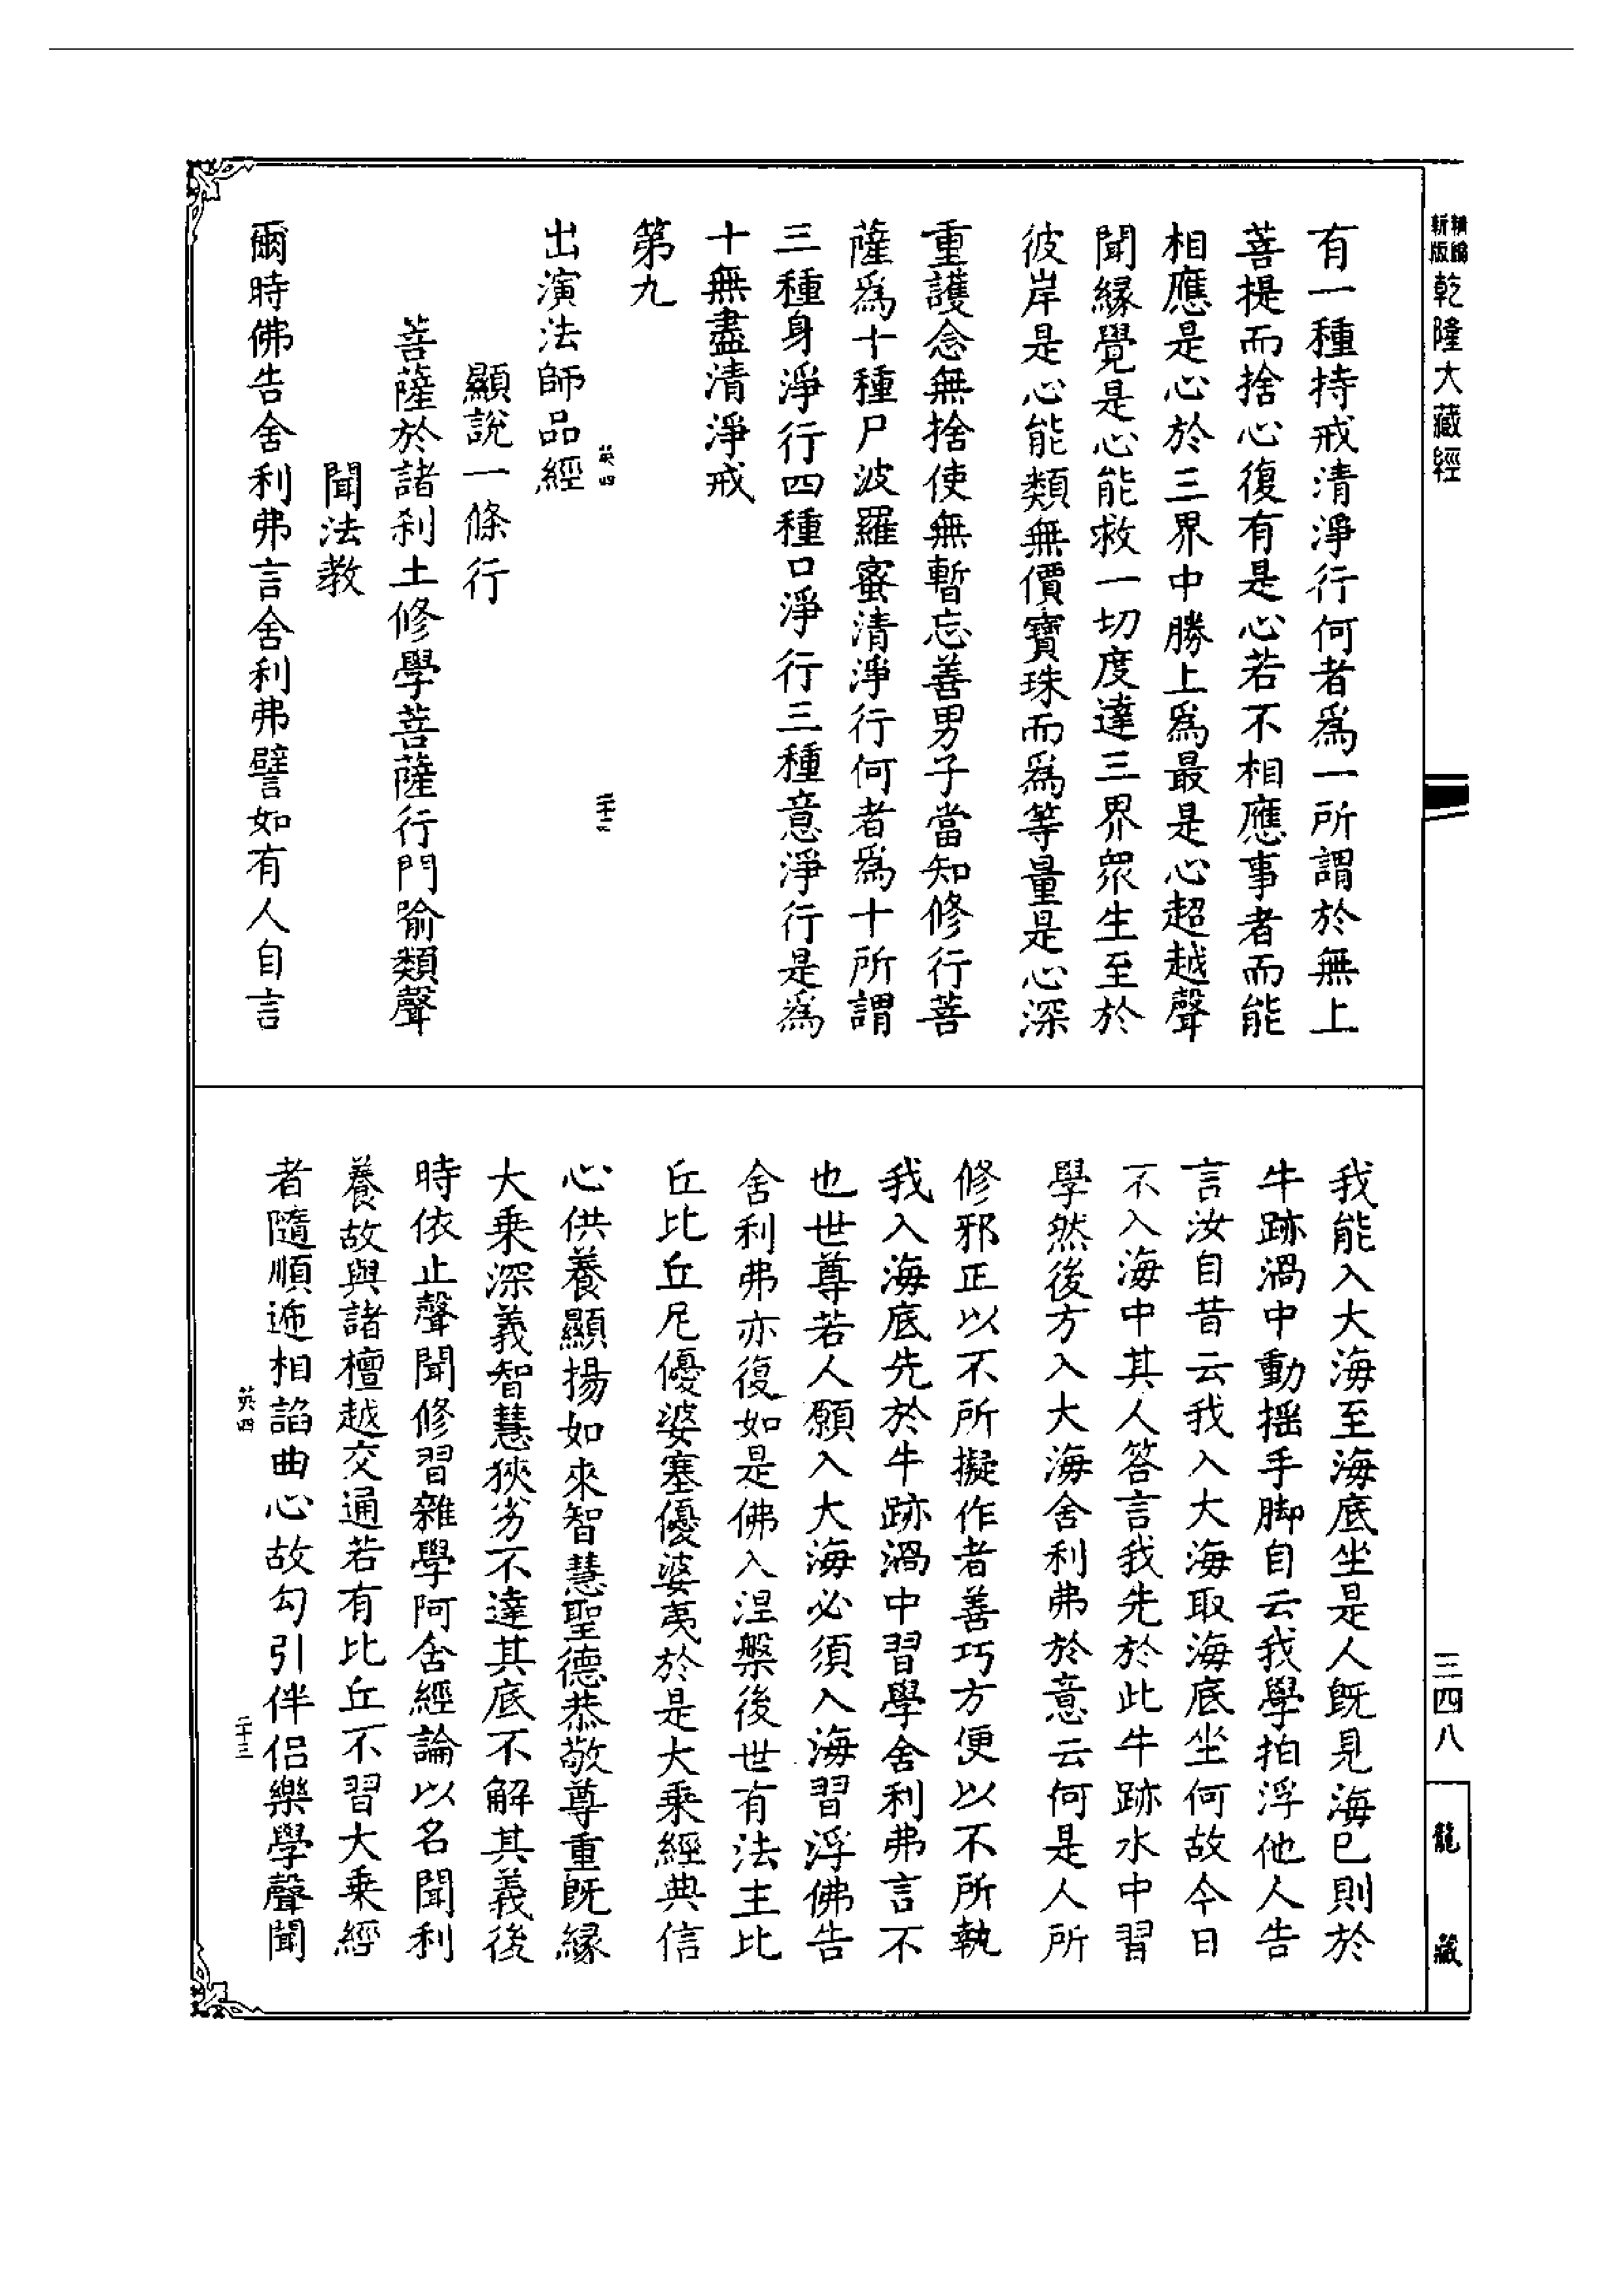 新編
新版
乾隆大藏經
有一種持戒清淨行何者爲一所謂於無上
菩提而捨心復有是心若不相應事者而能
相應是心於三界中勝上爲最是心超越聲
聞緣覺是心能救一切度達三界衆生至於
彼岸是心能類無價寶珠而爲等量是心深
重護念無捨使無暫忘善男子當知修行菩
薩爲十種尸波羅蜜清淨行何者爲十所謂
三種身淨行四種口淨行三種意淨行是爲
十無盡清淨戒
第九
英四
二十二
出演法師品經
顯說一條行
菩薩於諸刹土修學菩薩行門喻類聲
聞法教
爾時佛告舍利弗言舍利弗譬如有人自言
我能入大海至海底坐是人旣見海已則於
牛跡渦中動揺手脚自云我學拍浮他人告
言汝自昔云我入大海取海底坐何故今日
不入海中其人答言我先於此牛跡水中習
學然後方入大海舍利弗於意云何是人所
修邪正以不所擬作者善巧方便以不所執
我入海底先於牛跡渦中習學舍利弗言不
也世尊若人願入大海必須入海習浮佛告
舍利弗亦復如是佛入涅槃後世有法主比
丘比丘尼優婆塞優婆夷於是大乘經典信
心供養顯揚如來智慧聖德恭敬尊重旣緣
大乘深義智慧狹劣不達其底不解其義後
時依止聲聞修習雜學阿舍經論以名聞利
養故與諸檀越交通若有比丘不習大乘經
者隨順逓相諂曲心故勾引伴侶樂學聲聞
英四
二十三
三四八
龍藏